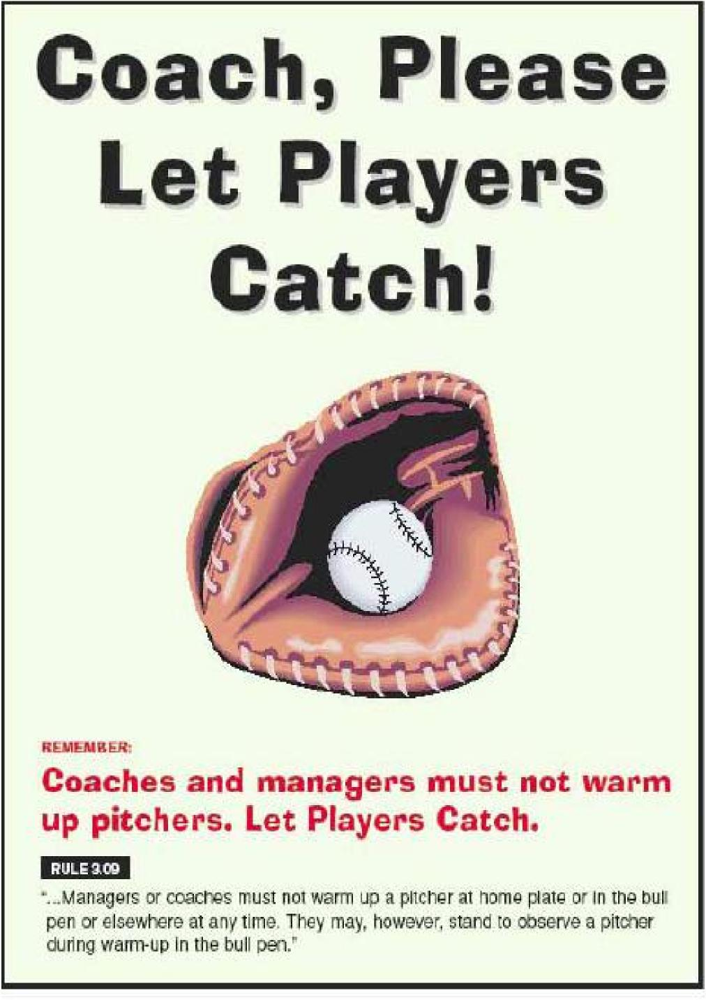 Coach, Please
Let Players
Catch!
REMEMBER:
Coaches and managers must not warm
up pitchers. Let Players Catch.
RULE 3.09
"...Managers or coaches must not warm up a pitcher at home plate or in the bull
pen or elsewhere at any time. They may, however, stand to observe a pitcher
during warm-up in the bull pen."